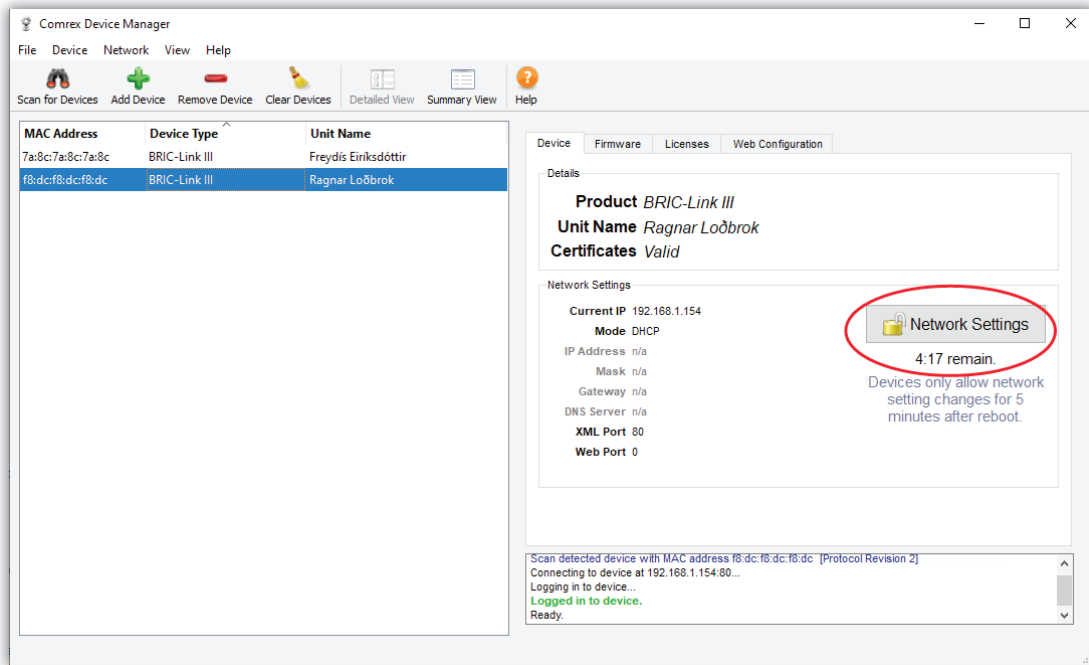 Comrex Device Manager
File Device Network View Help
Scan for Devices Add Device Remove Device Clear Devices Detailed View Summary View Help
MAC Address Device Type Unit Name
7a:8c:7a:8c:7a:8c BRIC-Link III Freydís Eiríksdóttir
f8:dc:f8:dc:f8:dc BRIC-Link III Ragnar Loðbrok
Device Firmware Licenses Web Configuration
Details
Product BRIC-Link III
Unit Name Ragnar Loðbrok
Certificates Valid
Network Settings
Current IP 192.168.1.154
Mode DHCP
IP Address n/a
Mask n/a
Gateway n/a
DNS Server n/a
XML Port 80
Web Port 0
Network Settings
4:17 remain.
Devices only allow network
setting changes for 5
minutes after reboot.
Scan detected device with MAC address f8:dc:f8:dc:f8:dc [Protocol Revision 2]
Connecting to device at 192.168.1.154:80...
Logging in to device...
Logged in to device.
Ready.